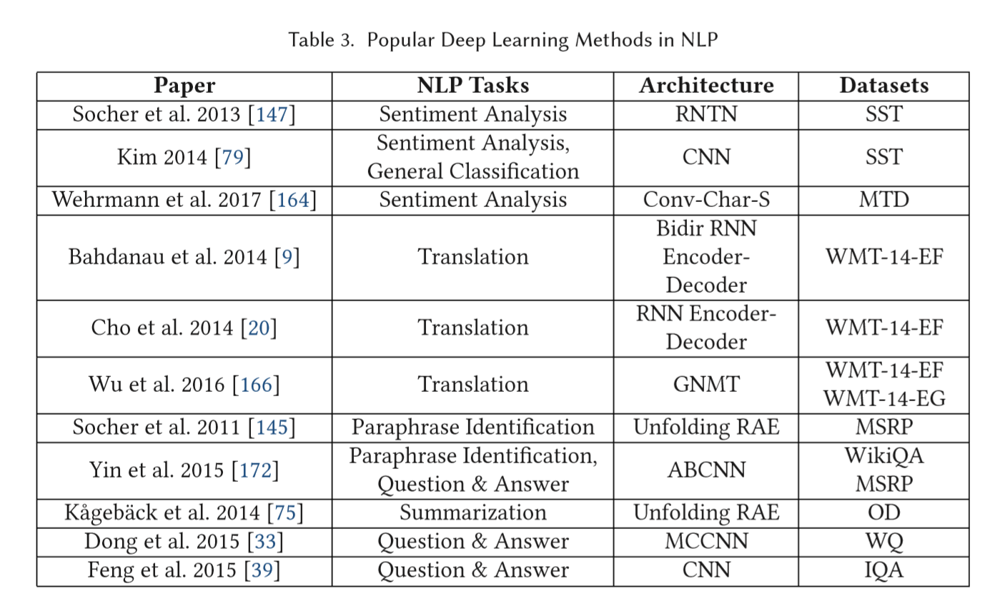 Table 3. Popular Deep Learning Methods in NLP
Paper NLP Tasks Architecture Datasets
Socher et al. 2013 [147] Sentiment Analysis RNTN SST
Kim 2014 [79] Sentiment Analysis, General Classification CNN SST
Wehrmann et al. 2017 [164] Sentiment Analysis Conv-Char-S MTD
Bahdanau et al. 2014 [9] Translation Bidir RNN Encoder-Decoder WMT-14-EF
Cho et al. 2014 [20] Translation RNN Encoder-Decoder WMT-14-EF
Wu et al. 2016 [166] Translation GNMT WMT-14-EF WMT-14-EG
Socher et al. 2011 [145] Paraphrase Identification Unfolding RAE MSRP
Yin et al. 2015 [172] Paraphrase Identification, Question & Answer ABCNN WikiQA MSRP
Kågebäck et al. 2014 [75] Summarization Unfolding RAE OD
Dong et al. 2015 [33] Question & Answer MCCNN WQ
Feng et al. 2015 [39] Question & Answer CNN IQA